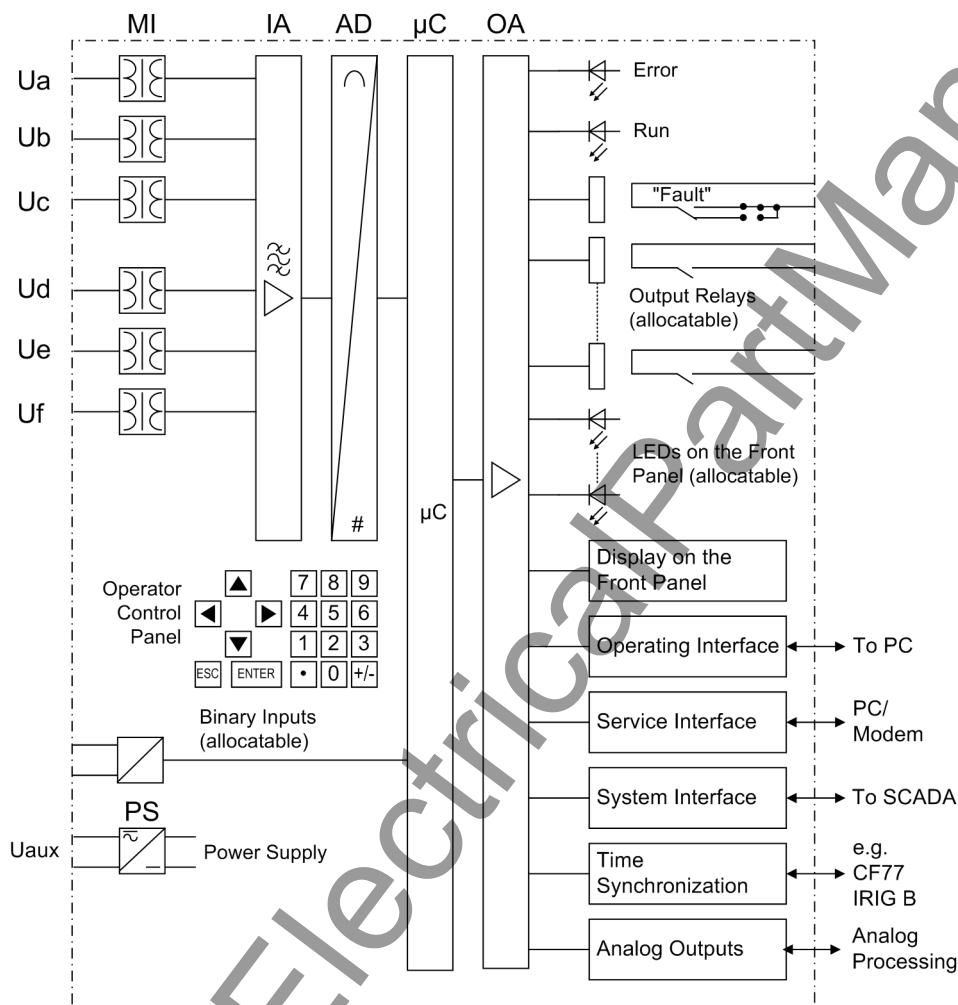 MI IA AD µC OA
Ua
Ub
Uc
Ud
Ue
Uf
Error
Run
"Fault"
Output Relays
(allocatable)
LEDs on the Front
Panel (allocatable)
µC
#
Display on the
Front Panel
Operator
Control
Panel
7 8 9
4 5 6
1 2 3
ESC ENTER • 0 +/-
Operating Interface
To PC
Binary Inputs
(allocatable)
Service Interface
PC/
Modem
System Interface
To SCADA
PS
Uaux
Power Supply
Time
Synchronization
e.g.
CF77
IRIG B
Analog Outputs
Analog
Processing
ElectricalPartMan